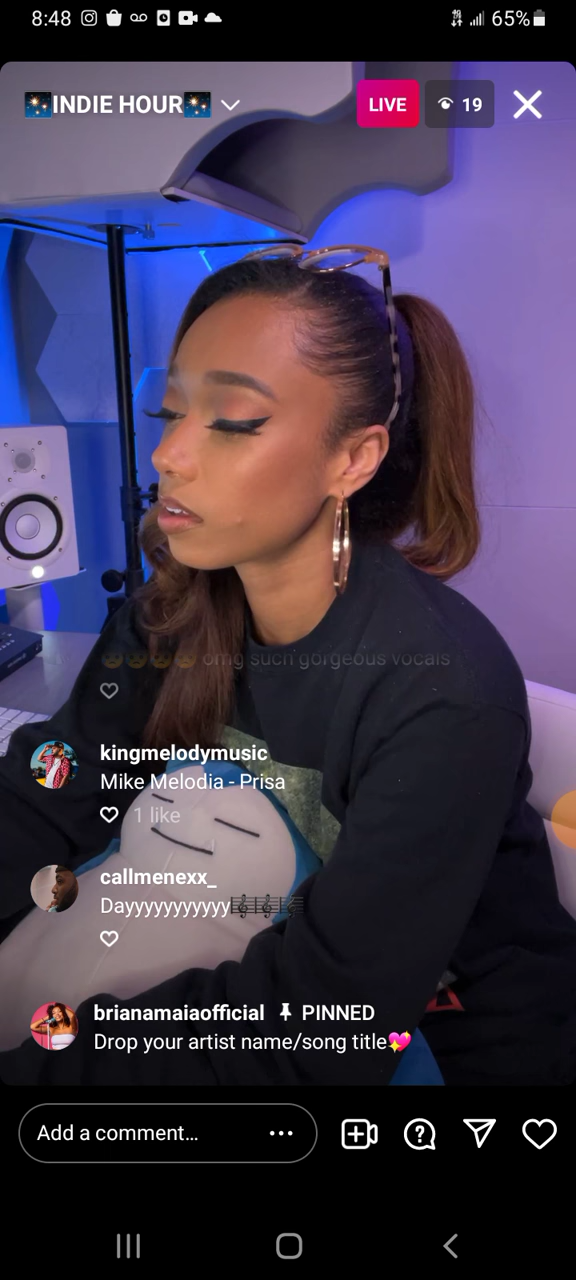 8:48
65%
🎇INDIE HOUR🎇
LIVE
19
😍😍😍😍 omg such gorgeous vocals
kingmelodymusic
Mike Melodia - Prisa
1 like
callmenexx_
Dayyyyyyyyyyy🎼🎼🎼
brianamaiaofficial PINNED
Drop your artist name/song title💖
Add a comment…